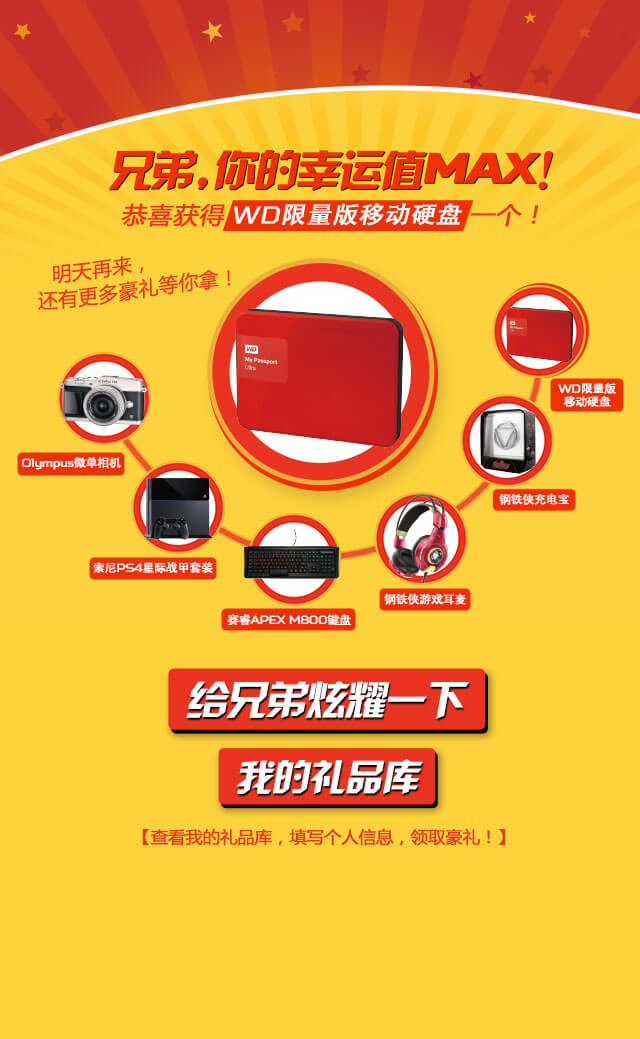 兄弟,你的幸运值MAX!
恭喜获得WD限量版移动硬盘一个！
明天再来，
还有更多豪礼等你拿！
WD
My Passport
Ultra
WD限量版
移动硬盘
Olympus微单相机
钢铁侠充电宝
索尼PS4星际战甲套装
钢铁侠游戏耳麦
赛睿APEX M800键盘
给兄弟炫耀一下
我的礼品库
【查看我的礼品库，填写个人信息，领取豪礼！】